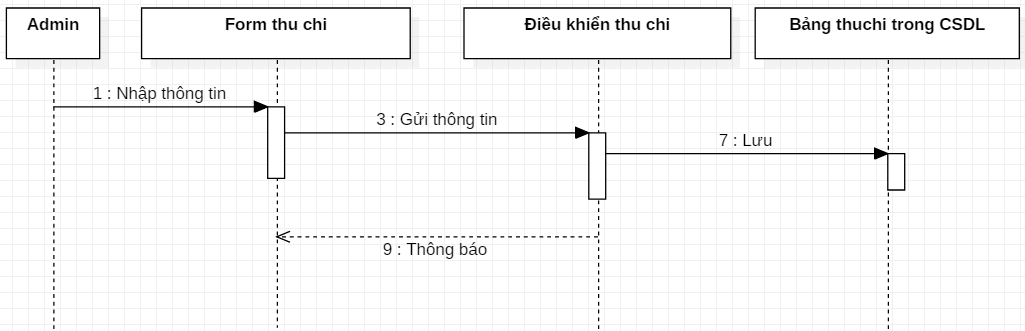 Admin
Form thu chi
Điều khiển thu chi
Bảng thuchi trong CSDL
1 : Nhập thông tin
3 : Gửi thông tin
7 : Lưu
9 : Thông báo